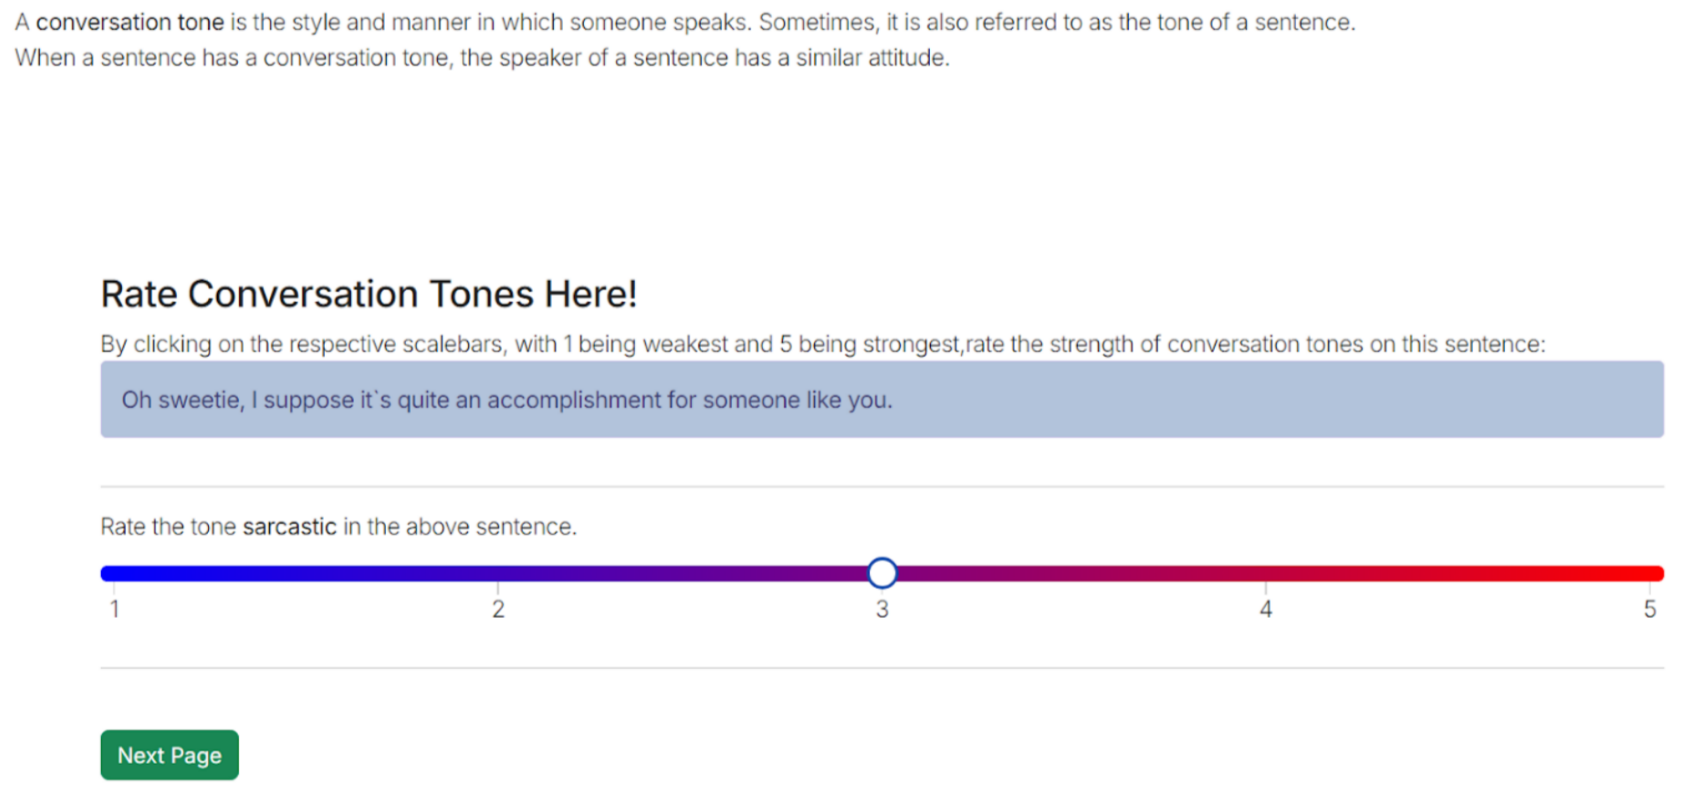 A conversation tone is the style and manner in which someone speaks. Sometimes, it is also referred to as the tone of a sentence.
When a sentence has a conversation tone, the speaker of a sentence has a similar attitude.
Rate Conversation Tones Here!
By clicking on the respective scalebars, with 1 being weakest and 5 being strongest,rate the strength of conversation tones on this sentence:
Oh sweetie, I suppose it`s quite an accomplishment for someone like you.
Rate the tone sarcastic in the above sentence.
1 2 3 4 5
Next Page